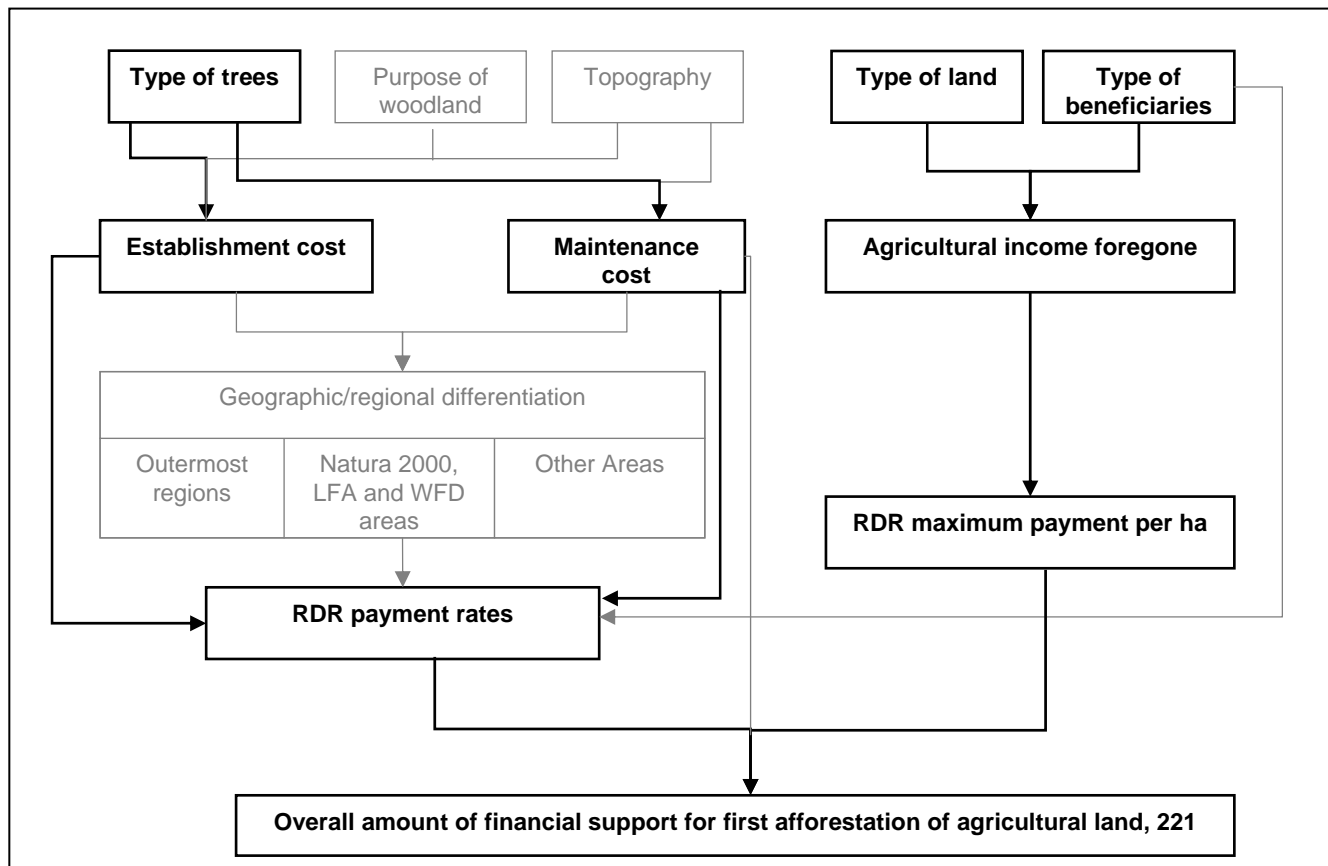 Type of trees
Purpose of
woodland
Topography
Type of land
Type of
beneficiaries
Establishment cost
Maintenance
cost
Agricultural income foregone
Geographic/regional differentiation
Outermost
regions
Natura 2000,
LFA and WFD
areas
Other Areas
RDR maximum payment per ha
RDR payment rates
Overall amount of financial support for first afforestation of agricultural land, 221